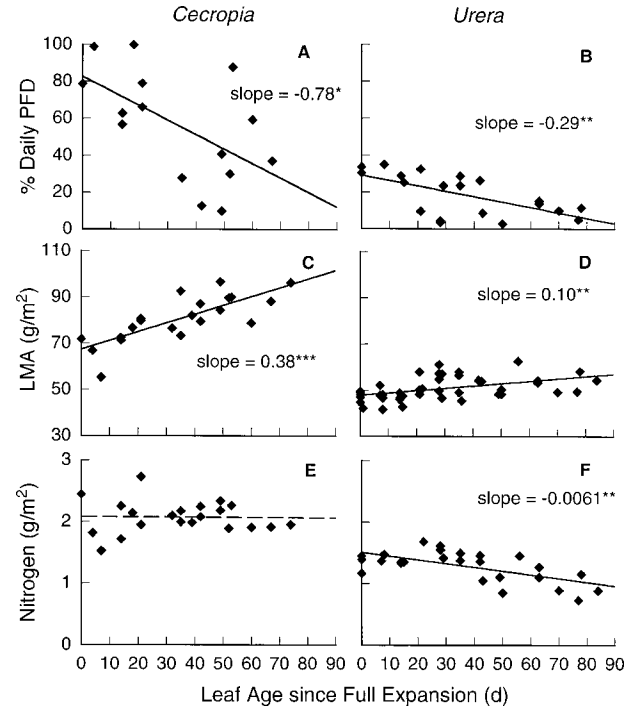 Cecropia Urera
% Daily PFD
100
80
60
40
20
0
A
slope = -0.78*
B
slope = -0.29**
LMA (g/m²)
110
90
70
50
30
C
slope = 0.38***
D
slope = 0.10**
Nitrogen (g/m²)
3
2
1
0
E
F
slope = -0.0061**
0 10 20 30 40 50 60 70 80 90 0 10 20 30 40 50 60 70 80 90
Leaf Age since Full Expansion (d)